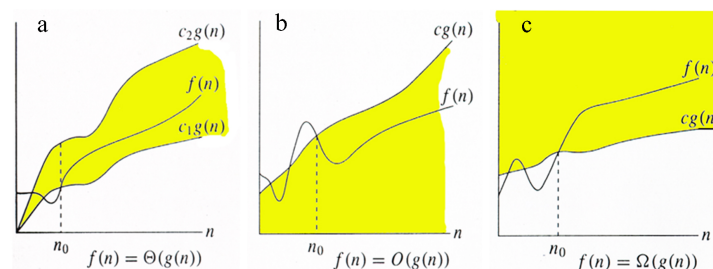 a
c₂g(n)
f(n)
c₁g(n)
n
n₀
f(n) = Θ(g(n))
b
cg(n)
f(n)
n
n₀
f(n) = O(g(n))
c
f(n)
cg(n
n
n₀
f(n) = Ω(g(n))